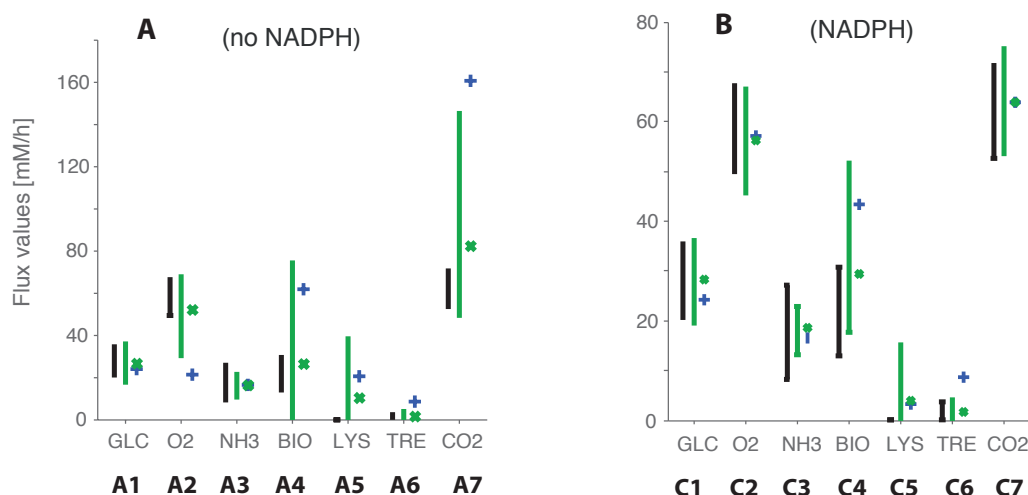 A
(no NADPH)
Flux values [mM/h]
160
120
80
40
0
GLC O2 NH3 BIO LYS TRE CO2
A1 A2 A3 A4 A5 A6 A7
B
(NADPH)
80
60
40
20
0
GLC O2 NH3 BIO LYS TRE CO2
C1 C2 C3 C4 C5 C6 C7